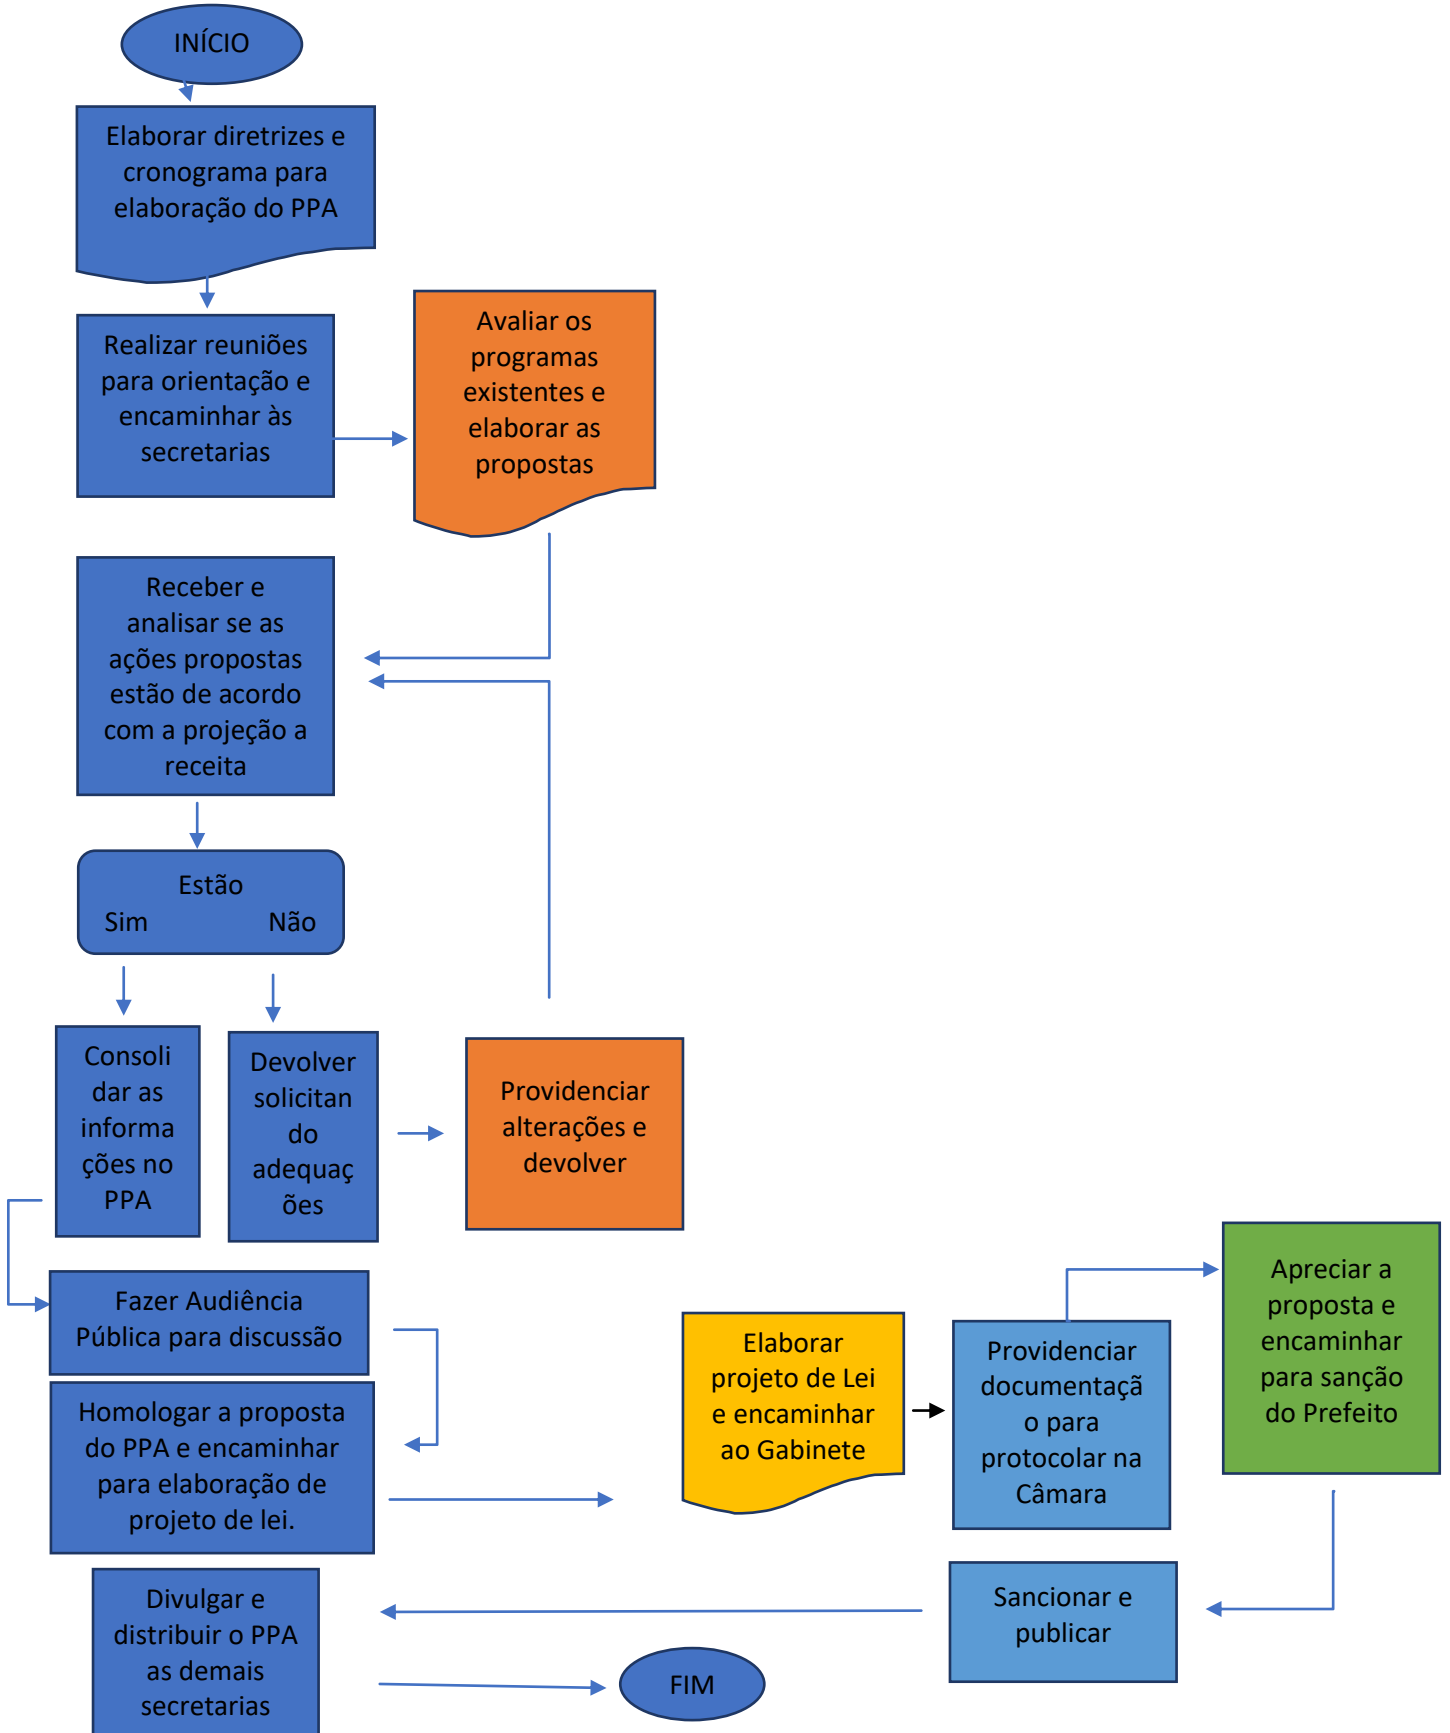 INÍCIO
Elaborar diretrizes e
cronograma para
elaboração do PPA
Realizar reuniões
para orientação e
encaminhar às
secretarias
Avaliar os
programas
existentes e
elaborar as
propostas
Receber e
analisar se as
ações propostas
estão de acordo
com a projeção a
receita
Estão
Sim Não
Consoli
dar as
informa
ções no
PPA
Devolver
solicitan
do
adequaç
ões
Providenciar
alterações e
devolver
Fazer Audiência
Pública para discussão
Homologar a proposta
do PPA e encaminhar
para elaboração de
projeto de lei.
Elaborar
projeto de Lei
e encaminhar
ao Gabinete
Providenciar
documentaçã
o para
protocolar na
Câmara
Apreciar a
proposta e
encaminhar
para sanção
do Prefeito
Sancionar e
publicar
Divulgar e
distribuir o PPA
as demais
secretarias
FIM